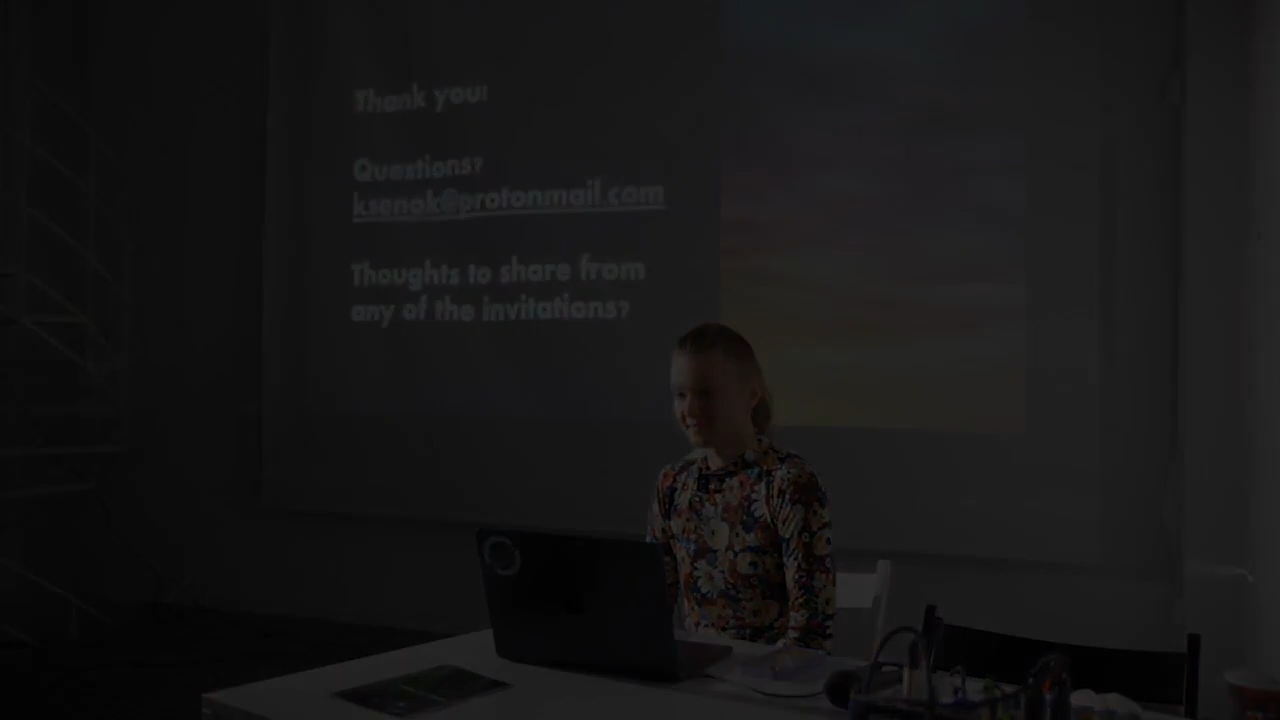 Thank you!
Questions?
ksenok@protonmail.com
Thoughts to share from
any of the invitations?